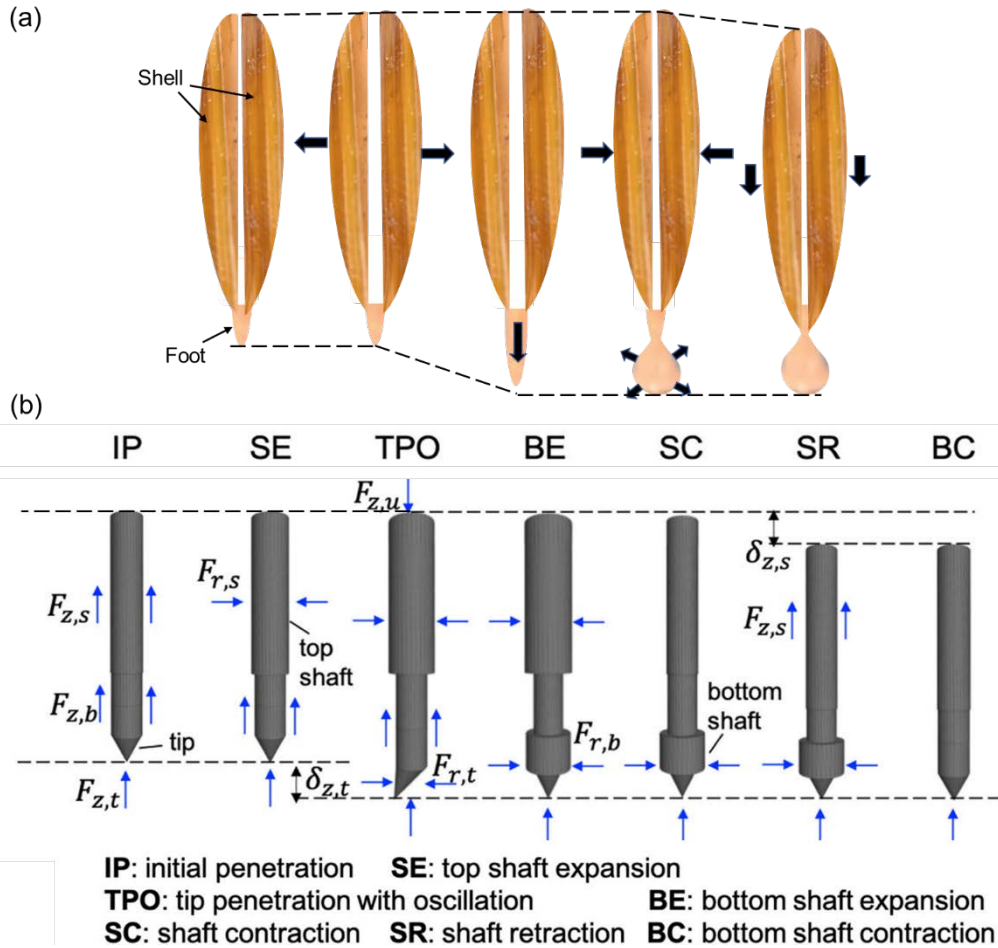 (a)
Shell
Foot
(b)
IP SE TPO BE SC SR BC
F_{z,u}
δ_{z,s}
F_{r,s}
F_{z,s}
F_{z,s}
top
shaft
bottom
shaft
F_{z,b}
tip
F_{r,b}
F_{r,t}
F_{z,t}
δ_{z,t}
IP: initial penetration SE: top shaft expansion
TPO: tip penetration with oscillation BE: bottom shaft expansion
SC: shaft contraction SR: shaft retraction BC: bottom shaft contraction